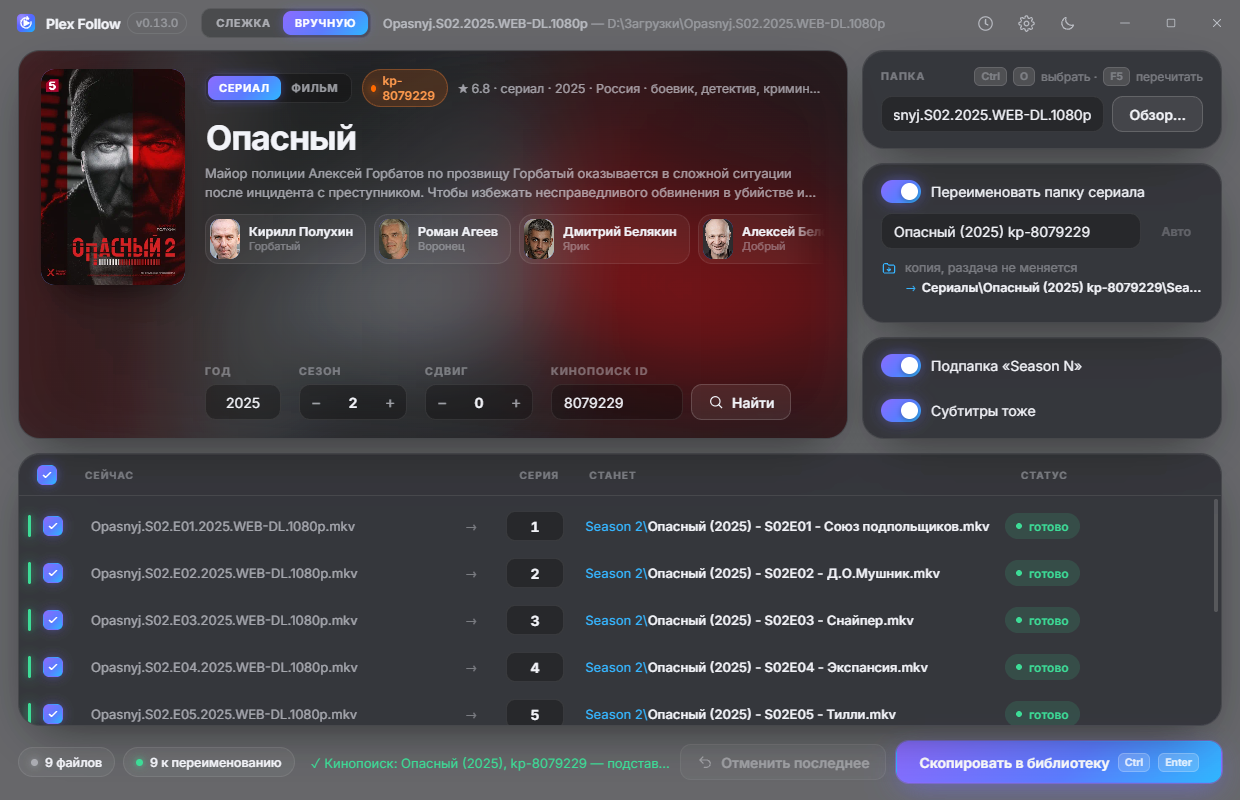 Plex Follow v0.13.0 СЛЕЖКА ВРУЧНУЮ Opasnyj.S02.2025.WEB-DL.1080p — D:\Загрузки\Opasnyj.S02.2025.WEB-DL.1080p
5
ОПАСНЫЙ 2
СЕРИАЛ ФИЛЬМ kp-8079229 ★ 6.8 · сериал · 2025 · Россия · боевик, детектив, кримин...
Опасный
Майор полиции Алексей Горбатов по прозвищу Горбатый оказывается в сложной ситуации
после инцидента с преступником. Чтобы избежать несправедливого обвинения в убийстве и...
Кирилл Полухин Роман Агеев Дмитрий Белякин Алексей Бел
Горбатый Воронец Ярик Добрый
ГОД СЕЗОН СДВИГ КИНОПОИСК ID
2025 − 2 + − 0 + 8079229 Найти
ПАПКА Ctrl O выбрать · F5 перечитать
snyj.S02.2025.WEB-DL.1080p Обзор...
Переименовать папку сериала
Опасный (2025) kp-8079229 Авто
копия, раздача не меняется
→ Сериалы\Опасный (2025) kp-8079229\Sea...
Подпапка «Season N»
Субтитры тоже
СЕЙЧАС СЕРИЯ СТАНЕТ СТАТУС
Opasnyj.S02.E01.2025.WEB-DL.1080p.mkv → 1 Season 2\Опасный (2025) - S02E01 - Союз подпольщиков.mkv готово
Opasnyj.S02.E02.2025.WEB-DL.1080p.mkv → 2 Season 2\Опасный (2025) - S02E02 - Д.О.Мушник.mkv готово
Opasnyj.S02.E03.2025.WEB-DL.1080p.mkv → 3 Season 2\Опасный (2025) - S02E03 - Снайпер.mkv готово
Opasnyj.S02.E04.2025.WEB-DL.1080p.mkv → 4 Season 2\Опасный (2025) - S02E04 - Экспансия.mkv готово
Opasnyj.S02.E05.2025.WEB-DL.1080p.mkv → 5 Season 2\Опасный (2025) - S02E05 - Тилли.mkv готово
9 файлов 9 к переименованию ✓ Кинопоиск: Опасный (2025), kp-8079229 — подстав... Отменить последнее Скопировать в библиотеку Ctrl Enter